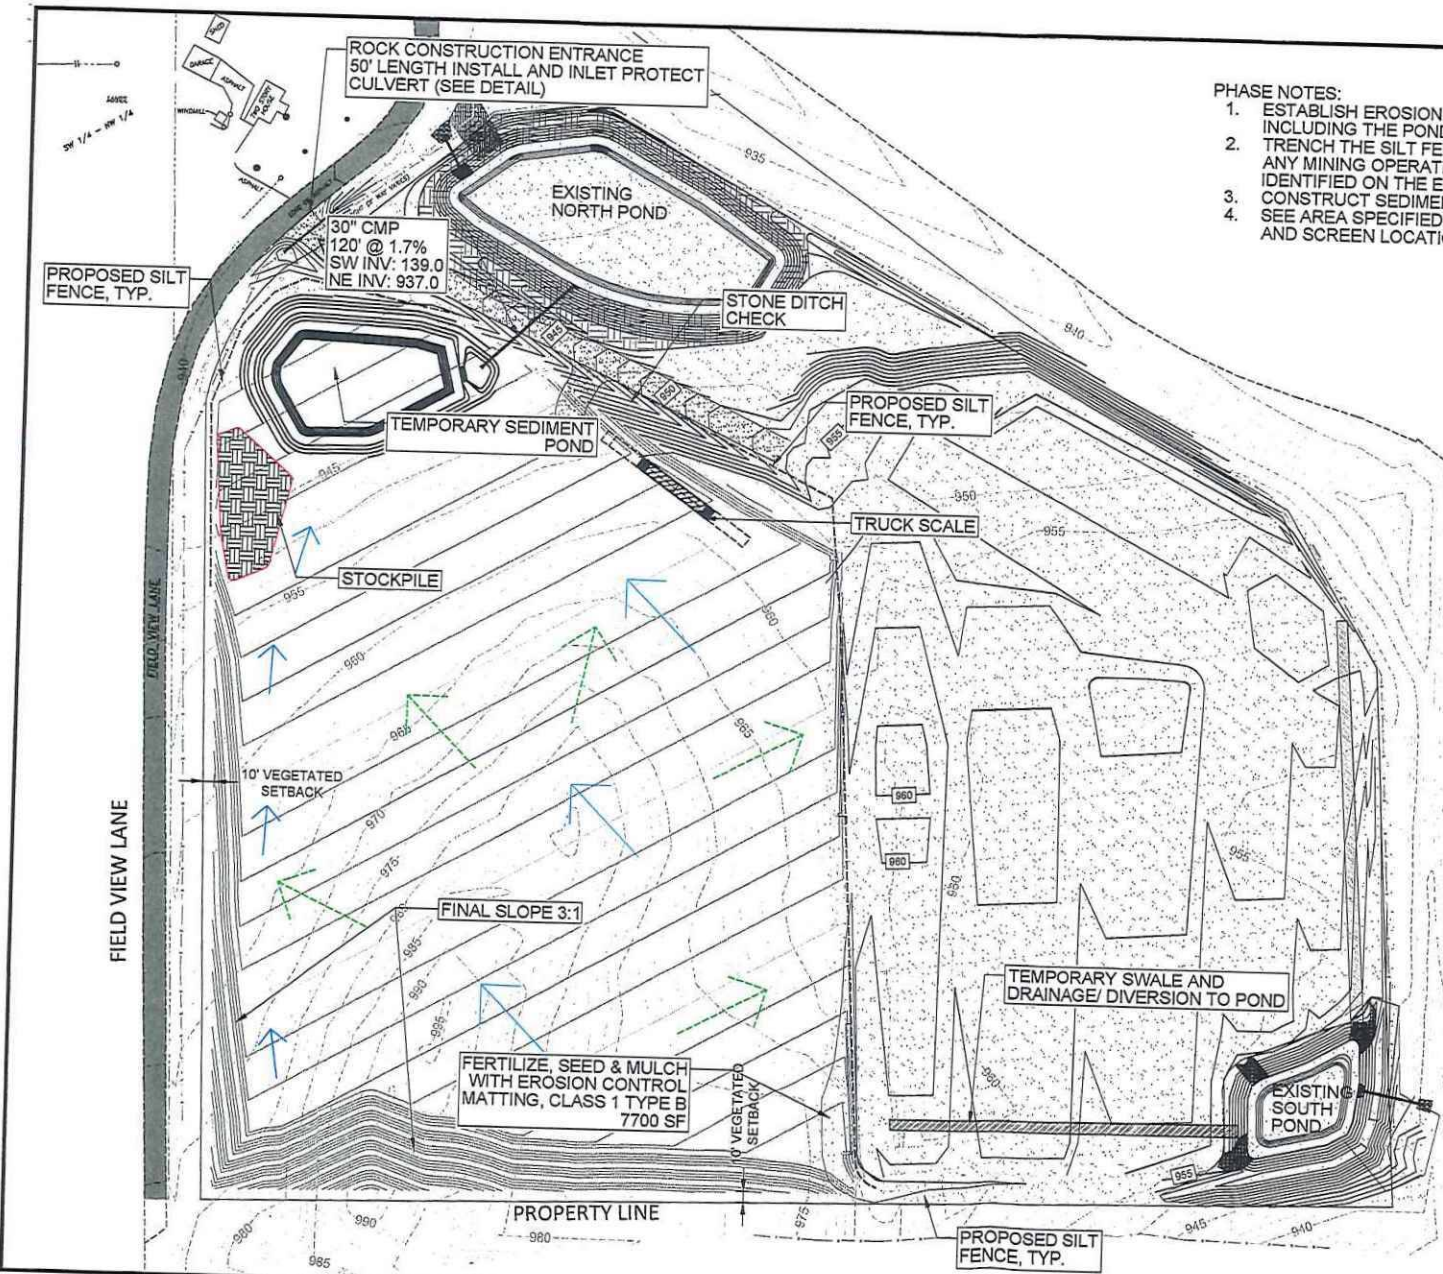 SHED
GARAGE
ASPHALT
TWO STORY
HOUSE
WINDMILL
SW 1/4 - NW 1/4
ASPHALT
ROCK CONSTRUCTION ENTRANCE
50' LENGTH INSTALL AND INLET PROTECT
CULVERT (SEE DETAIL)
PHASE NOTES:
1. ESTABLISH EROSION
INCLUDING THE POND
2. TRENCH THE SILT FE
ANY MINING OPERAT
IDENTIFIED ON THE E
3. CONSTRUCT SEDIME
4. SEE AREA SPECIFIED
AND SCREEN LOCATI
935
EXISTING
NORTH POND
30" CMP
120' @ 1.7%
SW INV: 139.0
NE INV: 937.0
PROPOSED SILT
FENCE, TYP.
STONE DITCH
CHECK
940
940
945
950
955
TEMPORARY SEDIMENT
POND
PROPOSED SILT
FENCE, TYP.
945
950
955
TRUCK SCALE
STOCKPILE
955
960
960
FIELD VIEW LANE
965
965
10' VEGETATED
SETBACK
960
970
960
955
975
FIELD VIEW LANE
FINAL SLOPE 3:1
985
980
990
995
TEMPORARY SWALE AND
DRAINAGE/ DIVERSION TO POND
FERTILIZE, SEED & MULCH
WITH EROSION CONTROL
MATTING, CLASS 1 TYPE B
7700 SF
10' VEGETATED
SETBACK
960
EXISTING
SOUTH
POND
955
PROPERTY LINE
980
990
980
975
985
945
940
PROPOSED SILT
FENCE, TYP.